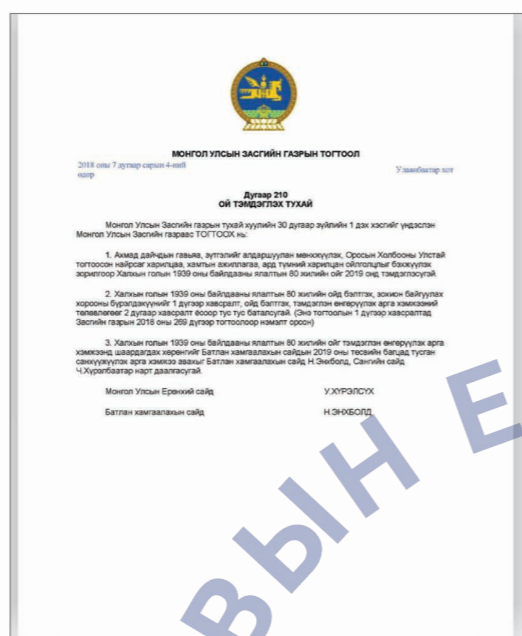 МОНГОЛ УЛСЫН ЗАСГИЙН ГАЗРЫН ТОГТООЛ
2018 оны 7 дугаар сарын 4-ний
өдөр
Улаанбаатар хот
Дугаар 210
ОЙ ТЭМДЭГЛЭХ ТУХАЙ
Монгол Улсын Засгийн газрын тухай хуулийн 30 дугаар зүйлийн 1 дэх хэсгийг үндэслэн
Монгол Улсын Засгийн газраас ТОГТООХ нь:
1. Ахмад дайчдын гавьяа, зүтгэлийг алдаршуулан мөнхжүүлэх, Оросын Холбооны Улстай
тогтоосон найрсаг харилцаа, хамтын ажиллагаа, ард түмний харилцан ойлголцлыг бэхжүүлэх
зорилгоор Халхын голын 1939 оны байлдааны ялалтын 80 жилийн ойг 2019 онд тэмдэглэсүгэй.
2. Халхын голын 1939 оны байлдааны ялалтын 80 жилийн ойд бэлтгэх, зохион байгуулах
хорооны бүрэлдэхүүнийг 1 дүгээр хавсралт, ойд бэлтгэх, тэмдэглэн өнгөрүүлэх арга хэмжээний
төлөвлөгөөг 2 дугаар хавсралт ёсоор тус тус баталсугай. (Энэ тогтоолын 1 дүгээр хавсралтад
Засгийн газрын 2018 оны 269 дүгээр тогтоолоор нэмэлт орсон)
3. Халхын голын 1939 оны байлдааны ялалтын 80 жилийн ойг тэмдэглэн өнгөрүүлэх арга
хэмжээнд шаардагдах хөрөнгийг Батлан хамгаалахын сайдын 2019 оны төсвийн багцад тусган
санхүүжүүлэх арга хэмжээ авахыг Батлан хамгаалахын сайд Н.Энхболд, Сангийн сайд
Ч.Хүрэлбаатар нарт даалгасугай.
Монгол Улсын Ерөнхий сайд У.ХҮРЭЛСҮХ
Батлан хамгаалахын сайд Н.ЭНХБОЛД
ВЫН Е